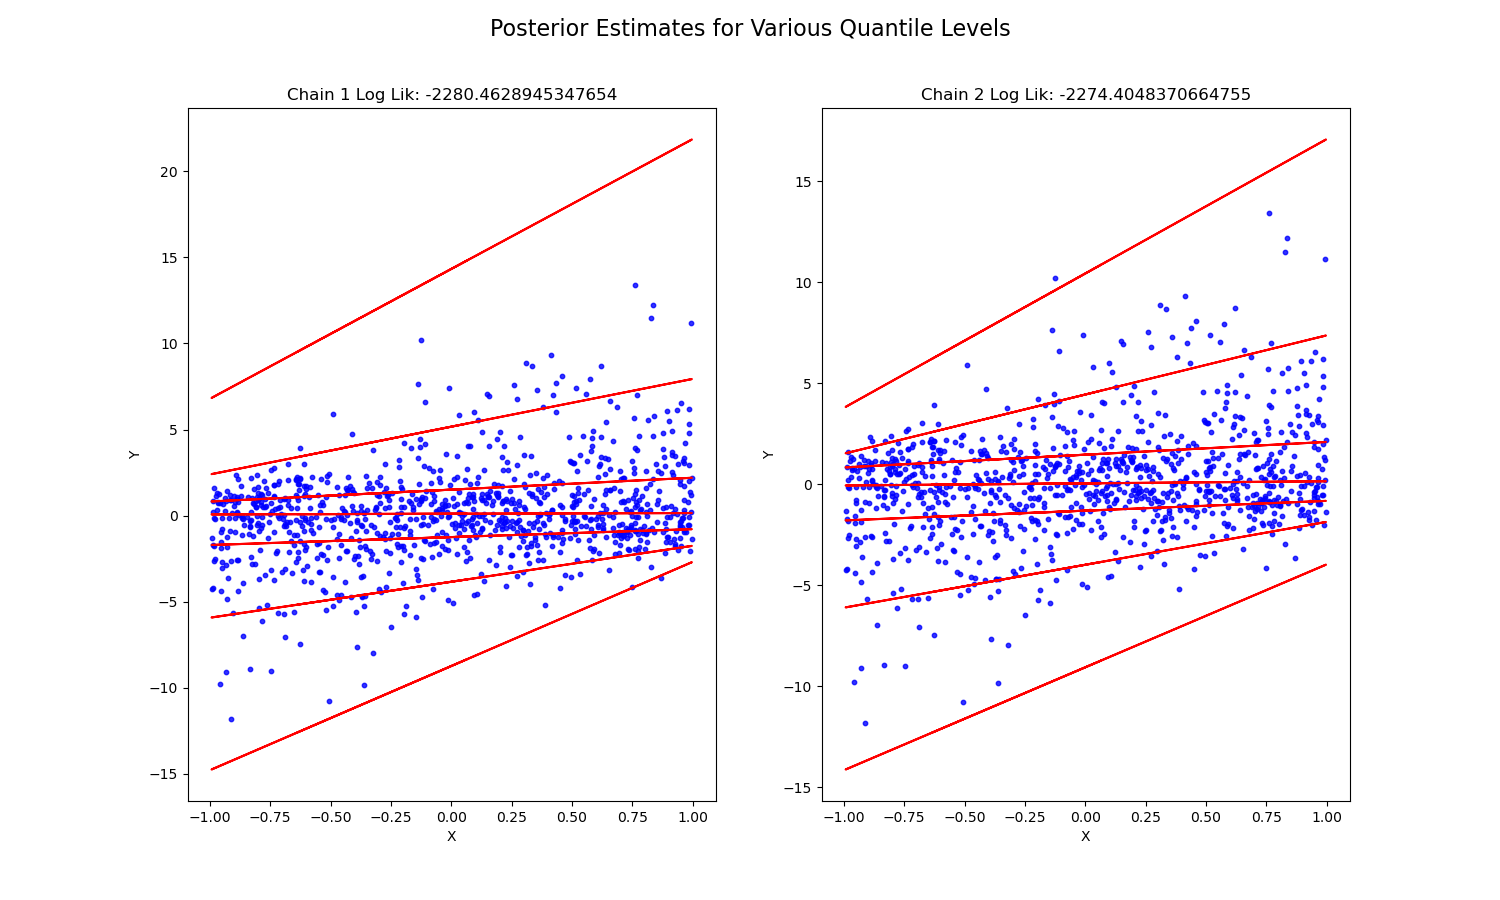 Posterior Estimates for Various Quantile Levels
Chain 1 Log Lik: -2280.4628945347654
20
15
10
5
0
−5
−10
−15
Y
−1.00 −0.75 −0.50 −0.25 0.00 0.25 0.50 0.75 1.00
X
Chain 2 Log Lik: -2274.4048370664755
15
10
5
0
−5
−10
−15
Y
−1.00 −0.75 −0.50 −0.25 0.00 0.25 0.50 0.75 1.00
X